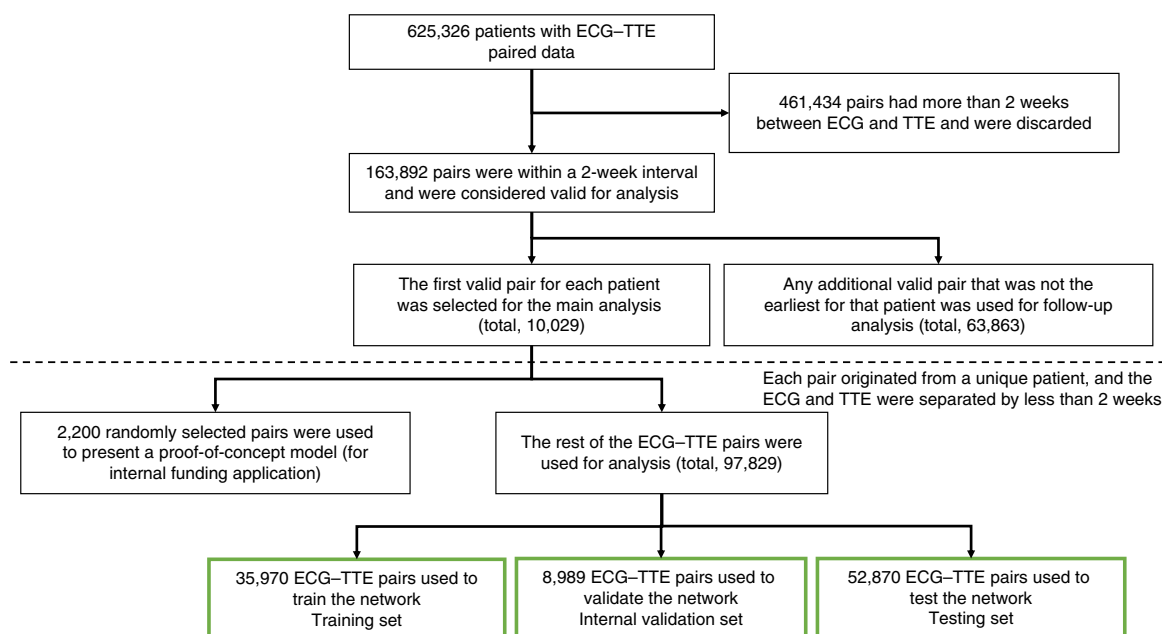 625,326 patients with ECG–TTE
paired data
461,434 pairs had more than 2 weeks
between ECG and TTE and were discarded
163,892 pairs were within a 2-week interval
and were considered valid for analysis
The first valid pair for each patient
was selected for the main analysis
(total, 10,029)
Any additional valid pair that was not the
earliest for that patient was used for follow-up
analysis (total, 63,863)
Each pair originated from a unique patient, and the
ECG and TTE were separated by less than 2 weeks
2,200 randomly selected pairs were used
to present a proof-of-concept model (for
internal funding application)
The rest of the ECG–TTE pairs were
used for analysis (total, 97,829)
35,970 ECG–TTE pairs used to
train the network
Training set
8,989 ECG–TTE pairs used to
validate the network
Internal validation set
52,870 ECG–TTE pairs used to
test the network
Testing set